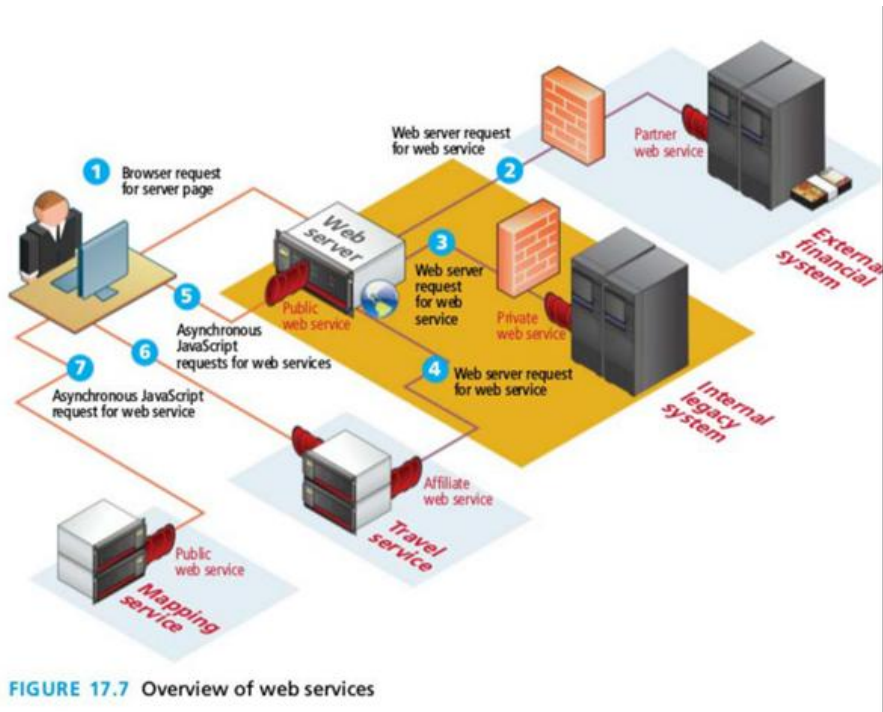 Web server request
for web service
2
Partner
web service
External
financial
system
1
Browser request
for server page
Web
server
3
Web server
request
for web
service
Public
web service
Private
web service
Internal
legacy
system
5
Asynchronous
JavaScript
requests for web services
6
4
Web server request
for web service
7
Asynchronous JavaScript
request for web service
Affiliate
web service
Travel
service
Public
web service
Mapping
service
FIGURE 17.7 Overview of web services